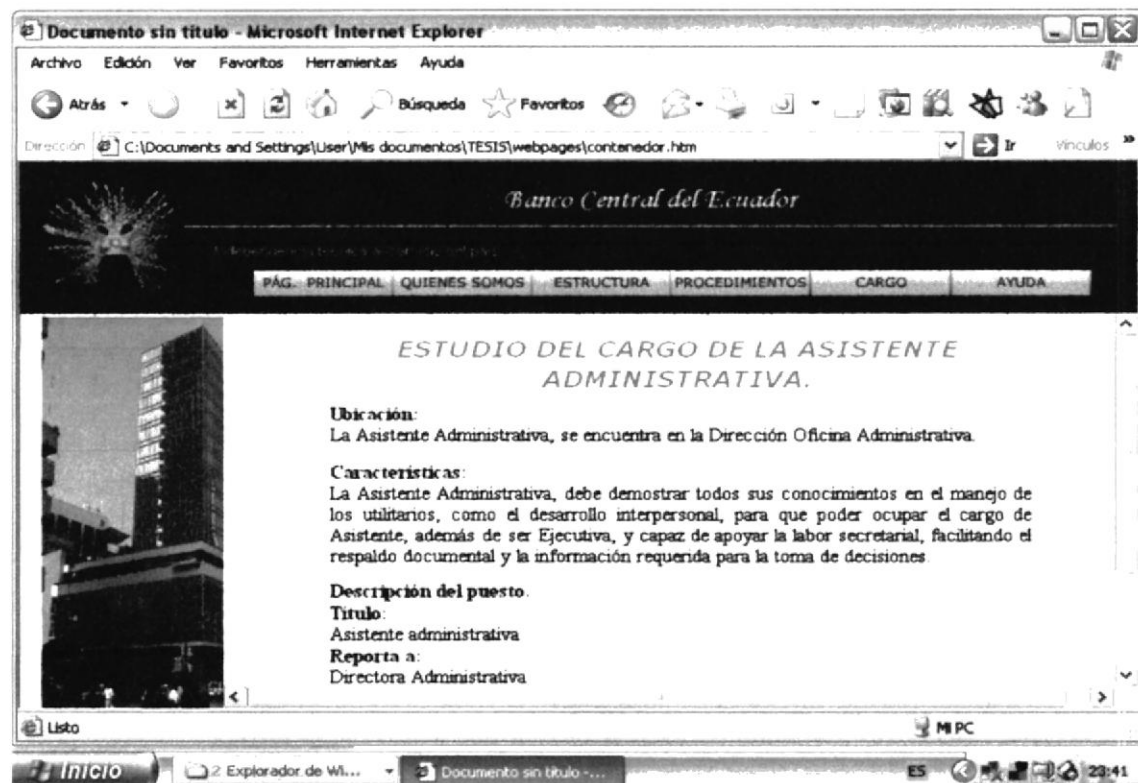 Documento sin título - Microsoft Internet Explorer
Archivo Edición Ver Favoritos Herramientas Ayuda
Atrás Búsqueda Favoritos
Dirección C:\Documents and Settings\User\Mis documentos\TESIS\webpages\contenedor.htm Ir Vínculos »
Banco Central del Ecuador
PÁG. PRINCIPAL QUIENES SOMOS ESTRUCTURA PROCEDIMIENTOS CARGO AYUDA
ESTUDIO DEL CARGO DE LA ASISTENTE
ADMINISTRATIVA.
Ubicación:
La Asistente Administrativa, se encuentra en la Dirección Oficina Administrativa.
Características:
La Asistente Administrativa, debe demostrar todos sus conocimientos en el manejo de
los utilitarios, como el desarrollo interpersonal, para que poder ocupar el cargo de
Asistente, además de ser Ejecutiva, y capaz de apoyar la labor secretarial, facilitando el
respaldo documental y la información requerida para la toma de decisiones.
Descripción del puesto.
Título:
Asistente administrativa
Reporta a:
Directora Administrativa
Listo MI PC
Inicio 2 Explorador de Wi... Documento sin título -... ES 23:41